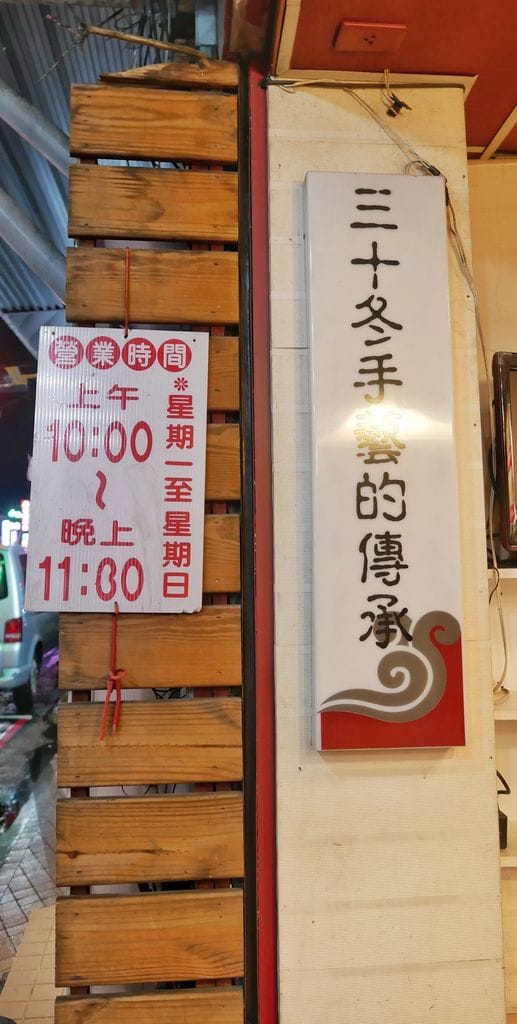 營業時間
上午
10:00
~
晚上
11:00
*星期一至星期日
三十冬手藝的傳承